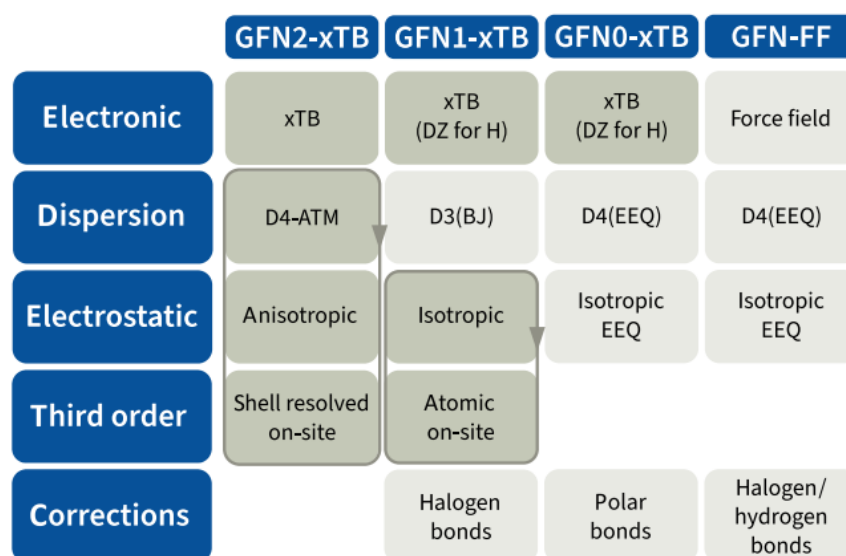 GFN2-xTB GFN1-xTB GFN0-xTB GFN-FF
Electronic
xTB
xTB
(DZ for H)
xTB
(DZ for H)
Force field
Dispersion
D4-ATM
D3(BJ)
D4(EEQ)
D4(EEQ)
Electrostatic
Anisotropic
Isotropic
Isotropic
EEQ
Isotropic
EEQ
Third order
Shell resolved
on-site
Atomic
on-site
Corrections
Halogen
bonds
Polar
bonds
Halogen/
hydrogen
bonds